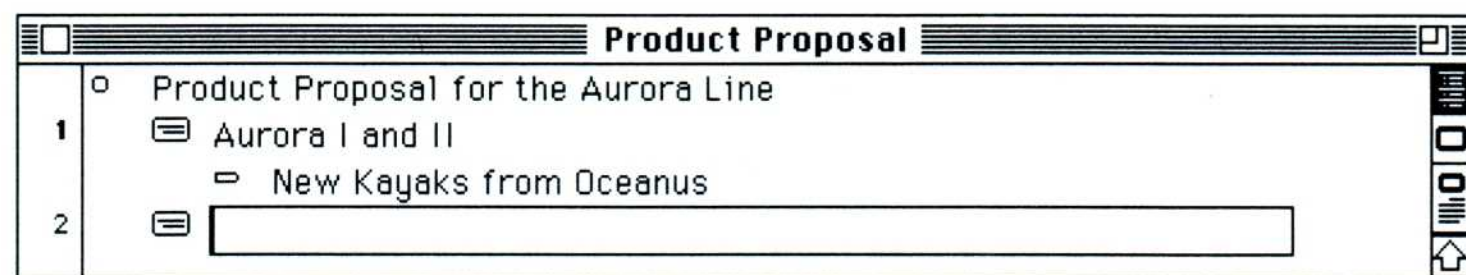 Product Proposal
Product Proposal for the Aurora Line
1 Aurora I and II
New Kayaks from Oceanus
2